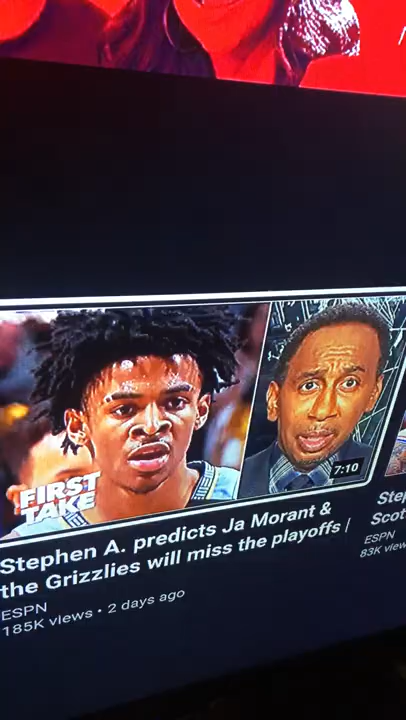 FIRST
TAKE
7:10
Stephen A. predicts Ja Morant &
the Grizzlies will miss the playoffs |
ESPN
185K views • 2 days ago
Step
Scot
ESPN
83K view